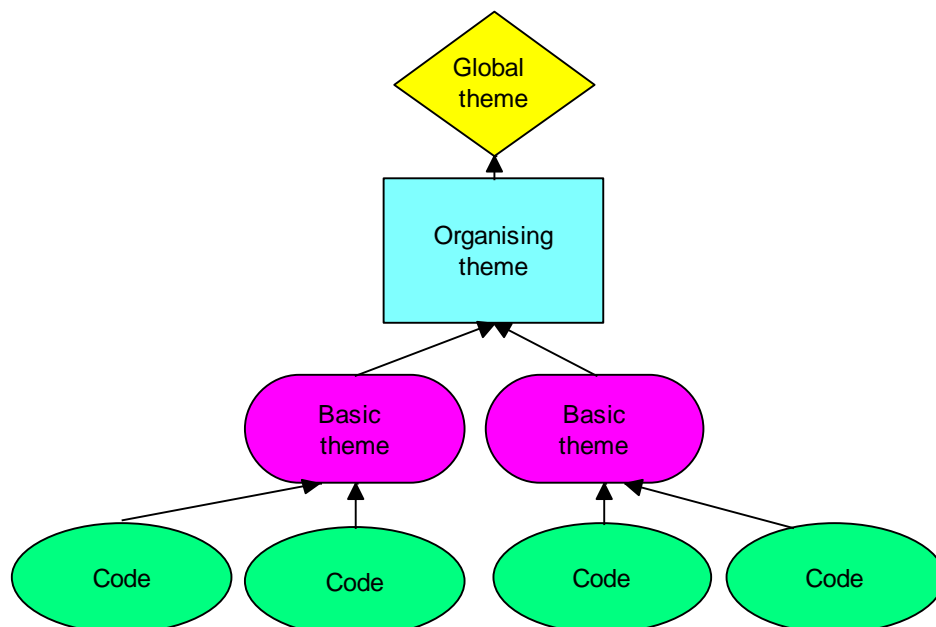 Global
theme
Organising
theme
Basic
theme
Basic
theme
Code
Code
Code
Code